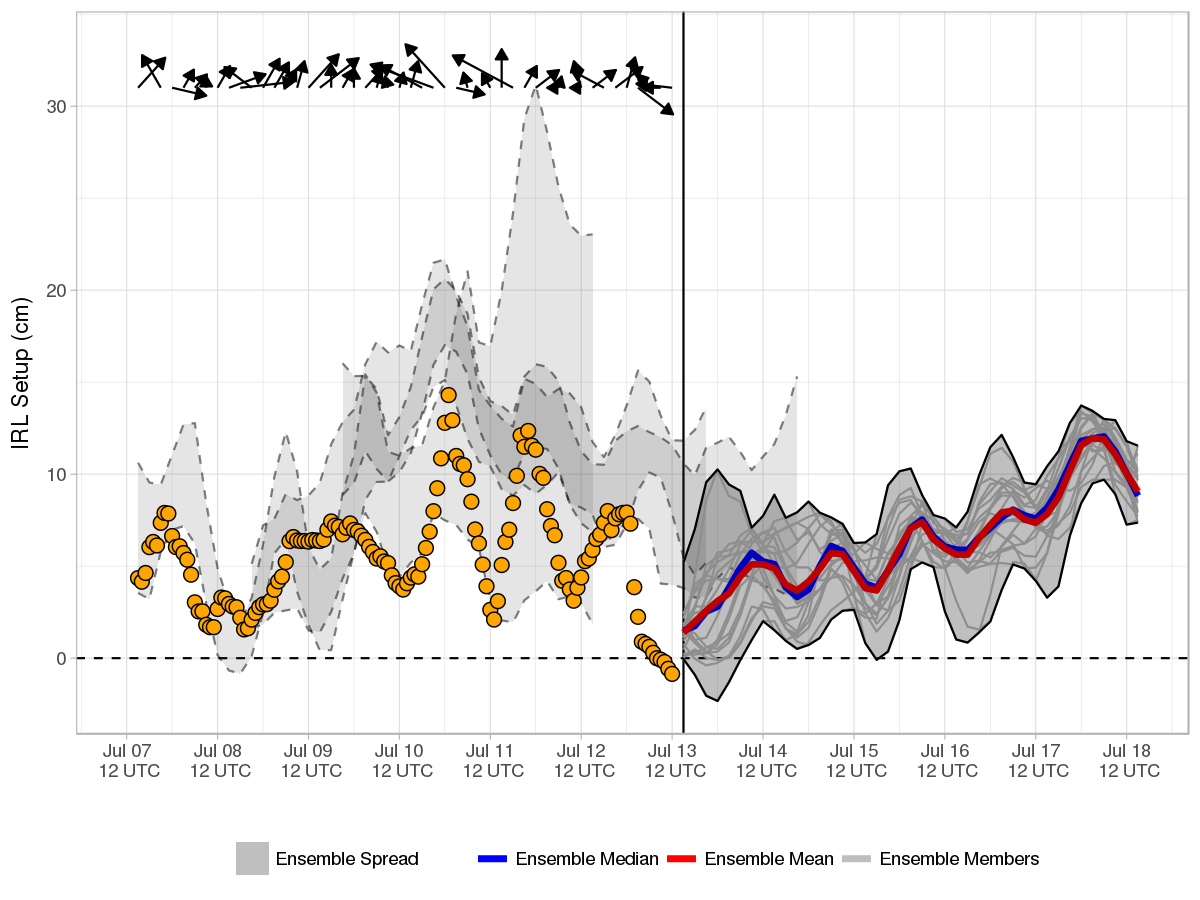 IRL Setup (cm)
30
20
10
0
Jul 07 Jul 08 Jul 09 Jul 10 Jul 11 Jul 12 Jul 13 Jul 14 Jul 15 Jul 16 Jul 17 Jul 18
12 UTC 12 UTC 12 UTC 12 UTC 12 UTC 12 UTC 12 UTC 12 UTC 12 UTC 12 UTC 12 UTC 12 UTC
Ensemble Spread Ensemble Median Ensemble Mean Ensemble Members